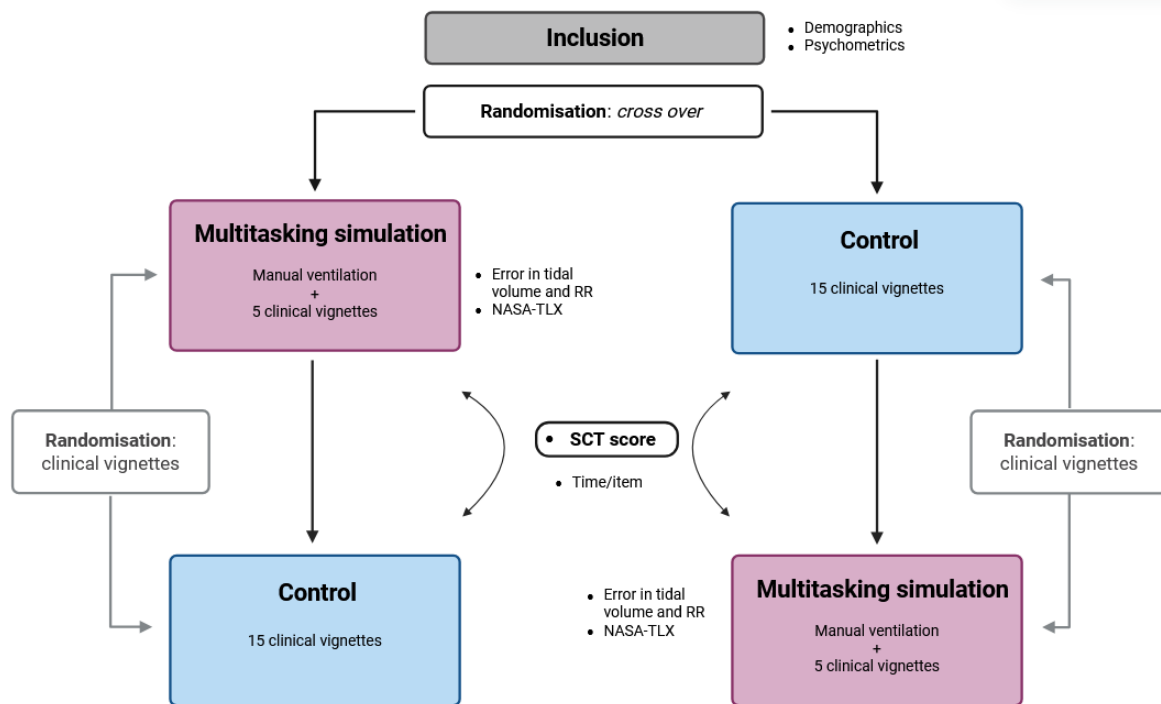 Inclusion
• Demographics
• Psychometrics
Randomisation: cross over
Multitasking simulation
Manual ventilation
+
5 clinical vignettes
• Error in tidal
volume and RR
• NASA-TLX
Control
15 clinical vignettes
Randomisation:
clinical vignettes
• SCT score
• Time/item
Randomisation:
clinical vignettes
Control
15 clinical vignettes
• Error in tidal
volume and RR
• NASA-TLX
Multitasking simulation
Manual ventilation
+
5 clinical vignettes